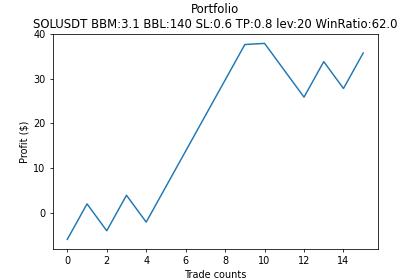 Portfolio
SOLUSDT BBM:3.1 BBL:140 SL:0.6 TP:0.8 lev:20 WinRatio:62.0
40
30
20
10
0
Profit ($)
0 2 4 6 8 10 12 14
Trade counts